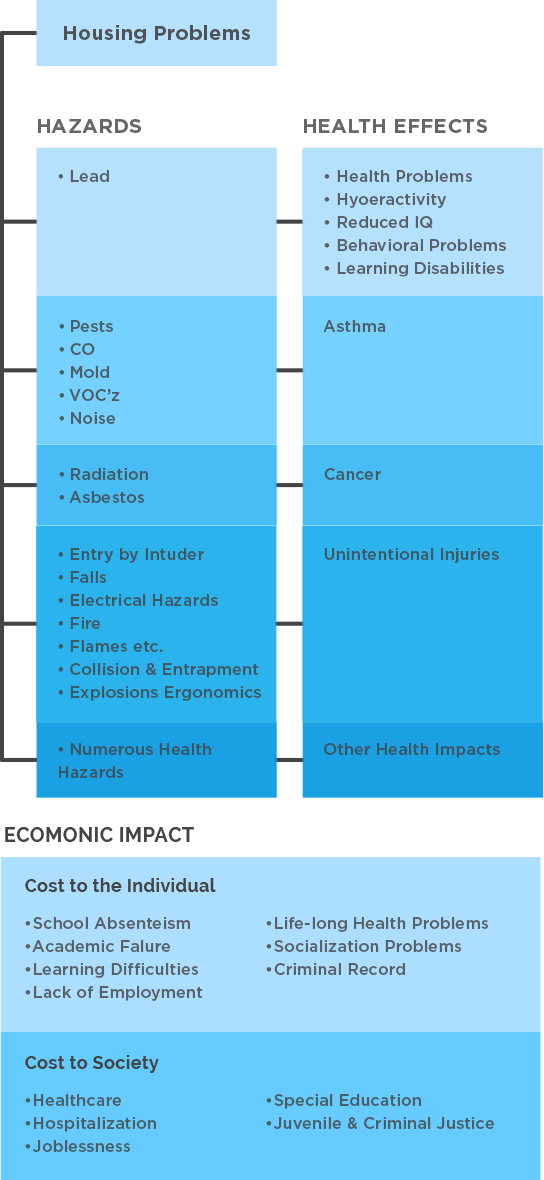 Housing Problems
HAZARDS
HEALTH EFFECTS
• Lead
• Health Problems
• Hyoeractivity
• Reduced IQ
• Behavioral Problems
• Learning Disabilities
• Pests
• CO
• Mold
• VOC’z
• Noise
Asthma
• Radiation
• Asbestos
Cancer
• Entry by Intuder
• Falls
• Electrical Hazards
• Fire
• Flames etc.
• Collision & Entrapment
• Explosions Ergonomics
Unintentional Injuries
• Numerous Health
Hazards
Other Health Impacts
ECOMONIC IMPACT
Cost to the Individual
•School Absenteism
•Academic Falure
•Learning Difficulties
•Lack of Employment
•Life-long Health Problems
•Socialization Problems
•Criminal Record
Cost to Society
•Healthcare
•Hospitalization
•Joblessness
•Special Education
•Juvenile & Criminal Justice